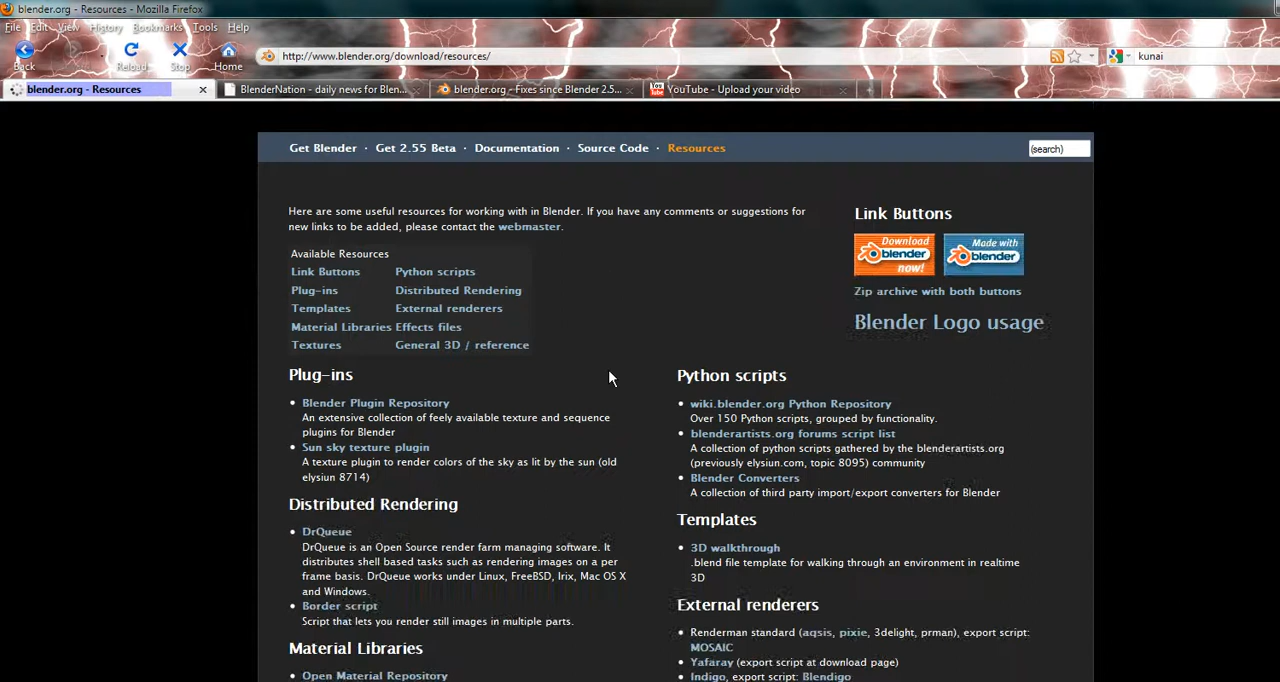 blender.org - Resources - Mozilla Firefox
File Edit View History Bookmarks Tools Help
Back Reload Stop Home http://www.blender.org/download/resources/ kunai
blender.org - Resources BlenderNation - daily news for Blen... blender.org - Fixes since Blender 2.5... YouTube - Upload your video
Get Blender · Get 2.55 Beta · Documentation · Source Code · Resources (search)
Here are some useful resources for working with in Blender. If you have any comments or suggestions for
new links to be added, please contact the webmaster.
Available Resources
Link Buttons Python scripts
Plug-ins Distributed Rendering
Templates External renderers
Material Libraries Effects files
Textures General 3D / reference
Link Buttons
Download blender now! Made with blender
Zip archive with both buttons
Blender Logo usage
Plug-ins
• Blender Plugin Repository
An extensive collection of feely available texture and sequence
plugins for Blender
• Sun sky texture plugin
A texture plugin to render colors of the sky as lit by the sun (old
elysiun 8714)
Distributed Rendering
• DrQueue
DrQueue is an Open Source render farm managing software. It
distributes shell based tasks such as rendering images on a per
frame basis. DrQueue works under Linux, FreeBSD, Irix, Mac OS X
and Windows.
• Border script
Script that lets you render still images in multiple parts.
Material Libraries
• Open Material Repository
Python scripts
• wiki.blender.org Python Repository
Over 150 Python scripts, grouped by functionality.
• blenderartists.org forums script list
A collection of python scripts gathered by the blenderartists.org
(previously elysiun.com, topic 8095) community
• Blender Converters
A collection of third party import/export converters for Blender
Templates
• 3D walkthrough
.blend file template for walking through an environment in realtime
3D
External renderers
• Renderman standard (aqsis, pixie, 3delight, prman), export script:
MOSAIC
• Yafaray (export script at download page)
• Indigo, export script: Blendigo